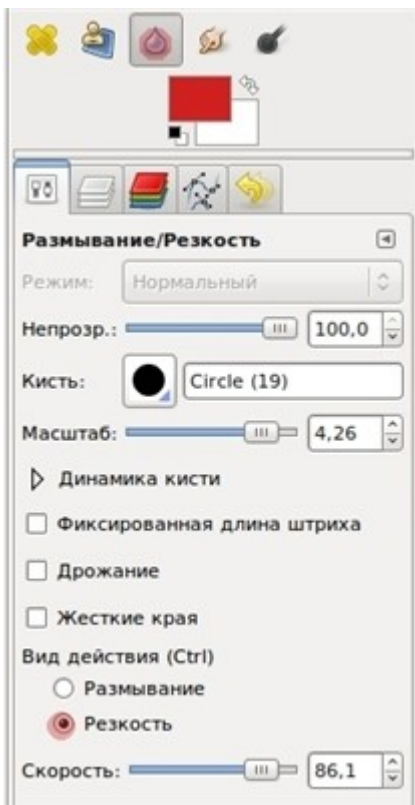 Размывание/Резкость
Режим: Нормальный
Непрозр.: 100,0
Кисть: Circle (19)
Масштаб: 4,26
Динамика кисти
Фиксированная длина штриха
Дрожание
Жесткие края
Вид действия (Ctrl)
Размывание
Резкость
Скорость: 86,1